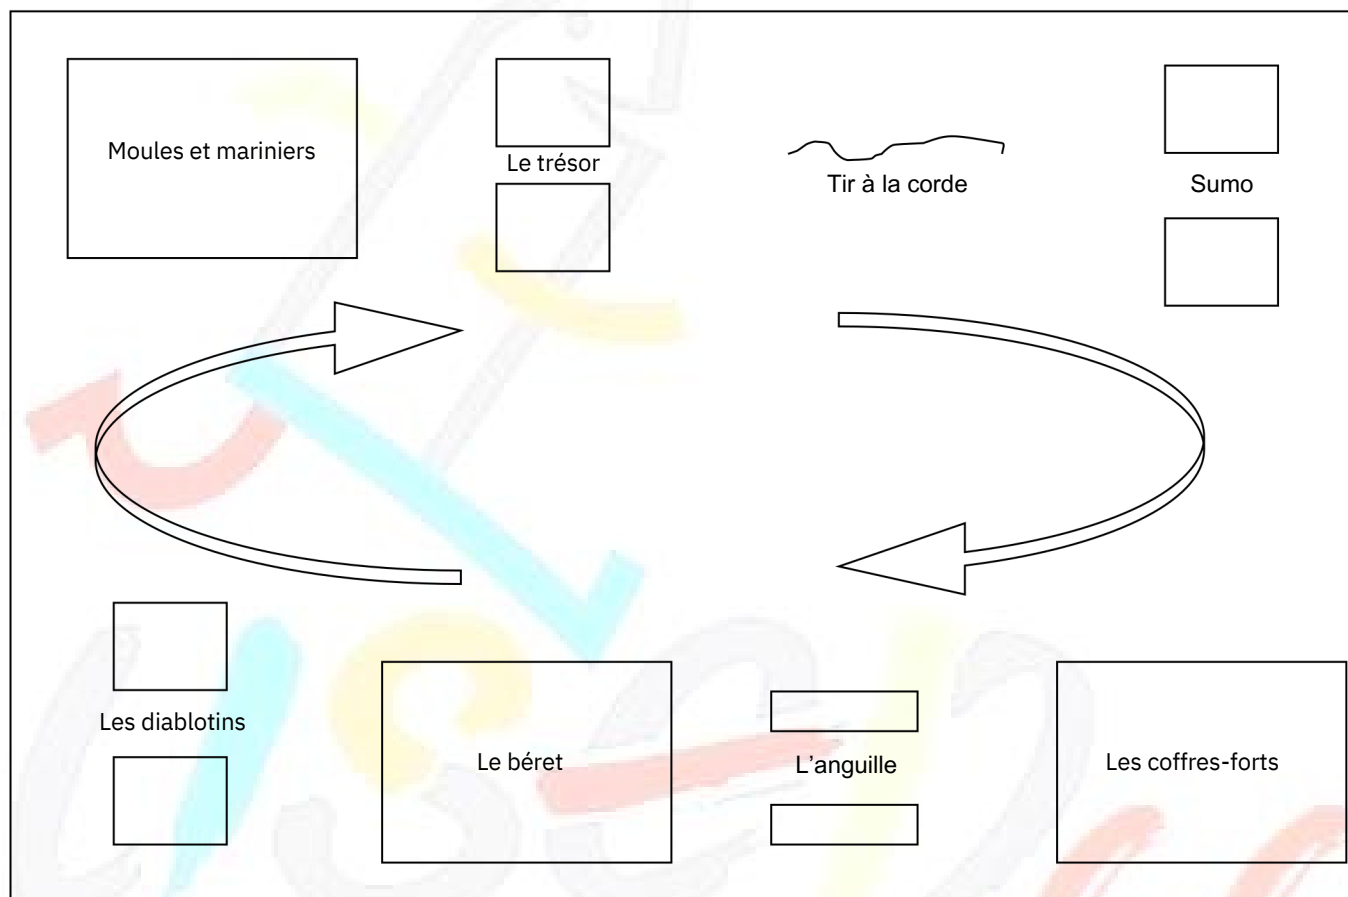 Moules et mariniers
Le trésor
Tir à la corde
Sumo
Les diablotins
Le béret
L'anguille
Les coffres-forts